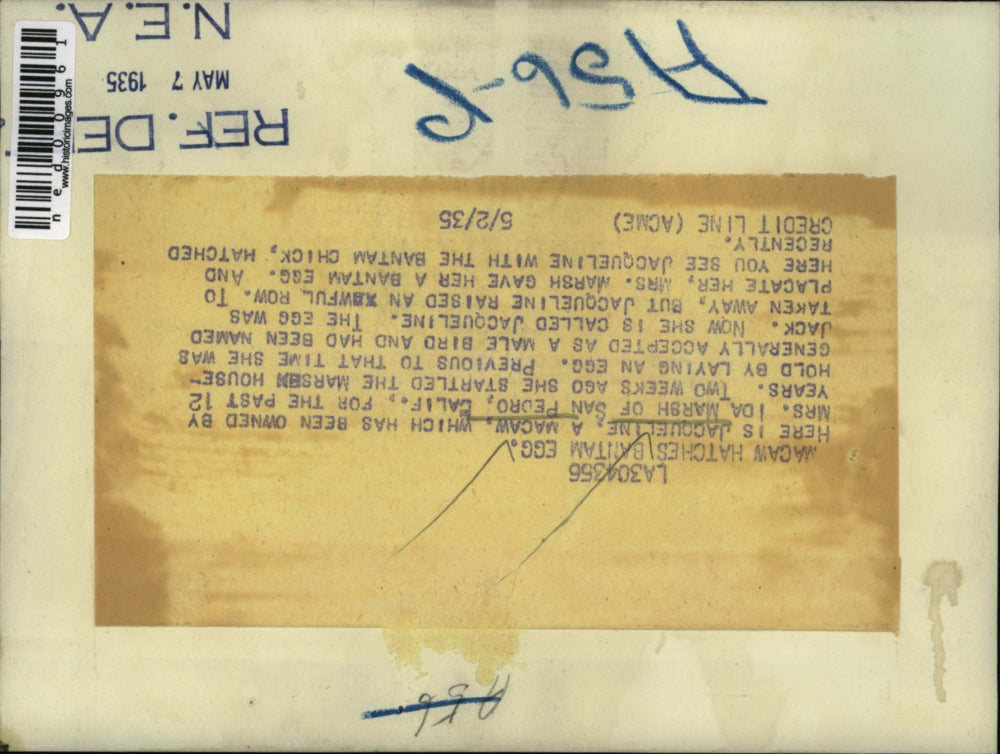 LA304356
MACAW HATCHES BANTAM EGG.
HERE IS JACQUELINE, A MACAW, WHICH HAS BEEN OWNED BY
MRS. IDA MARSH OF SAN PEDRO, CALIF., FOR THE PAST 12
YEARS. TWO WEEKS AGO SHE STARTLED THE MARSH HOUSE-
HOLD BY LAYING AN EGG. PREVIOUS TO THAT TIME SHE WAS
GENERALLY ACCEPTED AS A MALE BIRD AND HAD BEEN NAMED
JACK. NOW SHE IS CALLED JACQUELINE. THE EGG WAS
TAKEN AWAY, BUT JACQUELINE RAISED AN AWFUL ROW. TO
PLACATE HER, MRS. MARSH GAVE HER A BANTAM EGG. AND
HERE YOU SEE JACQUELINE WITH THE BANTAM CHICK, HATCHED
RECENTLY.
CREDIT LINE (ACME) 5/2/35
REF. DE
MAY 7 1935
N.E.A.
www.historicimages.com
ned00961